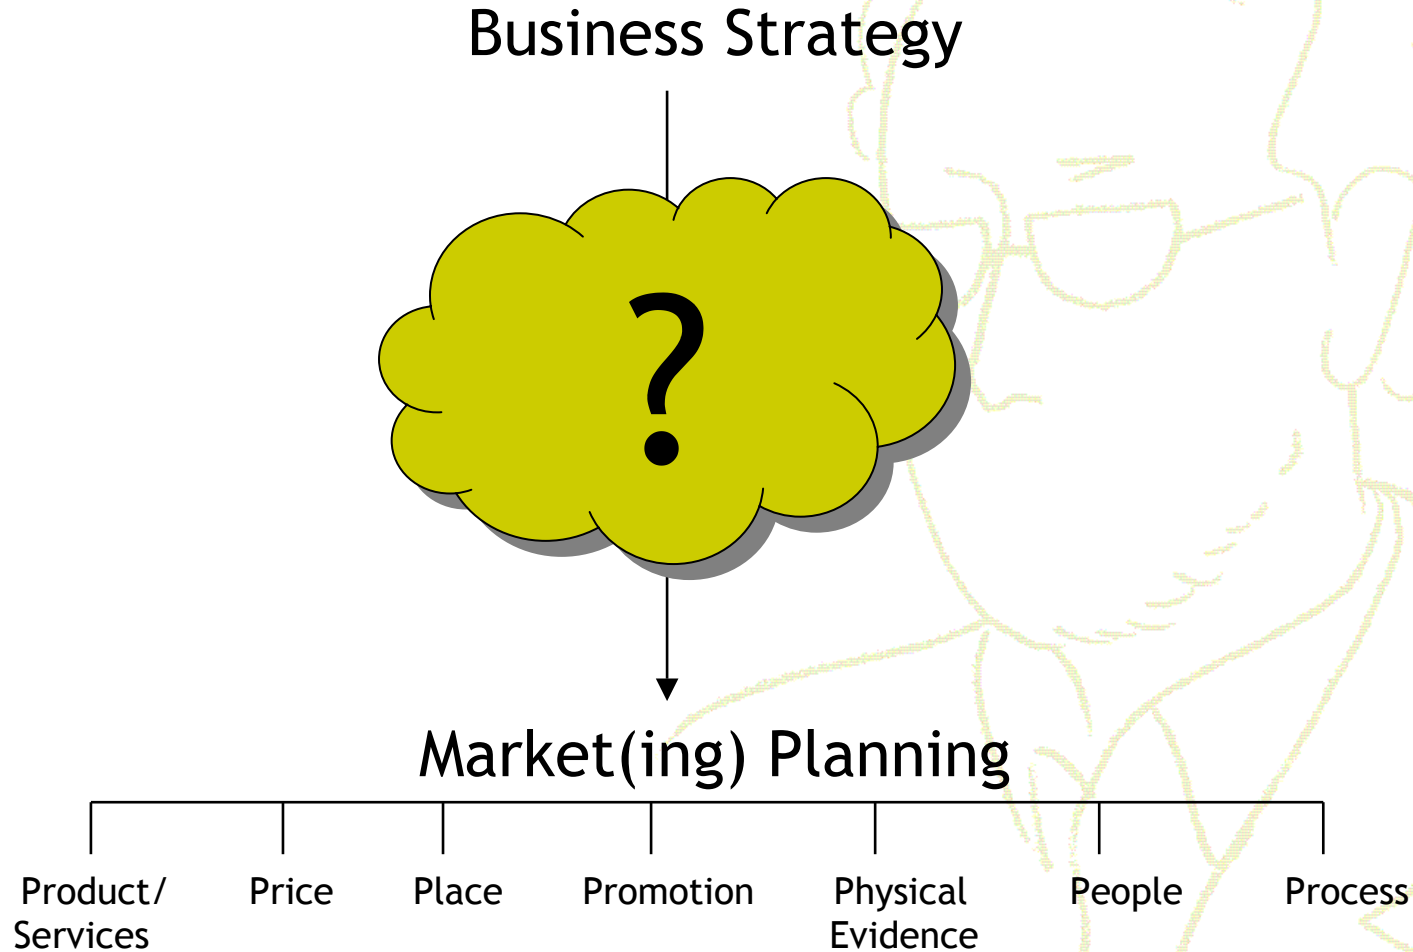 Business Strategy
?
Market(ing) Planning
Product/ Price Place Promotion Physical People Process
Services Evidence